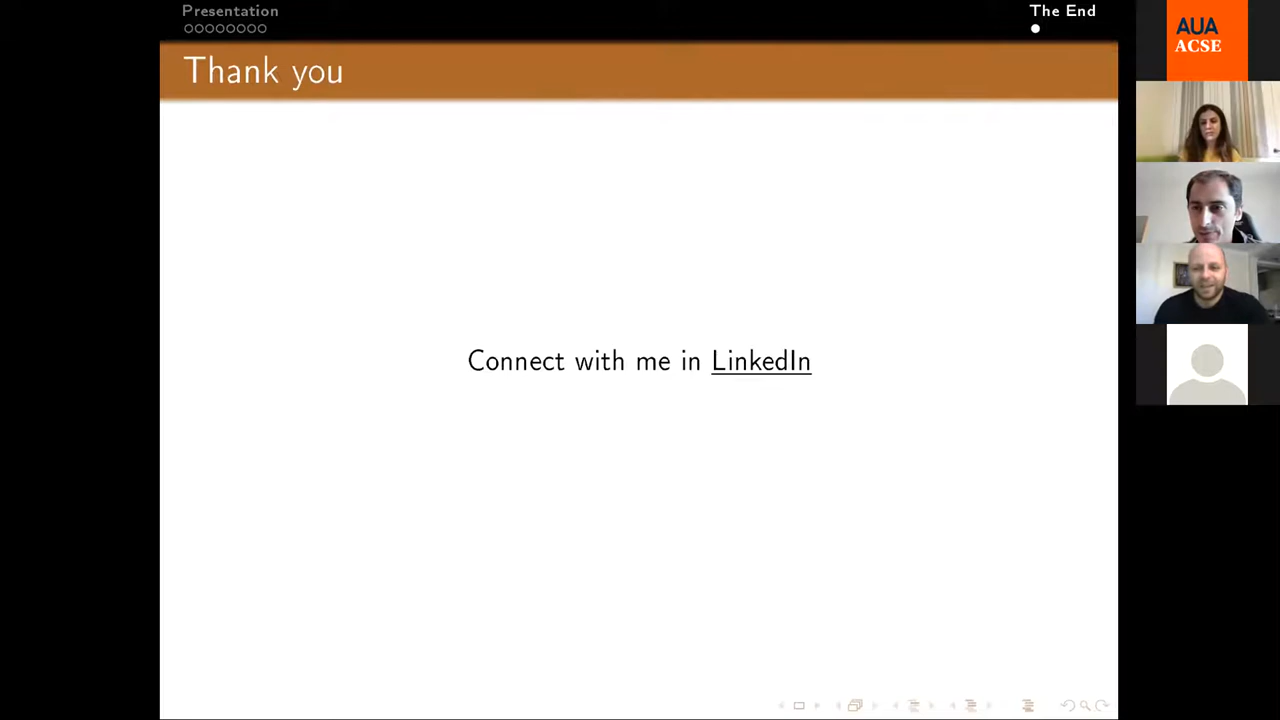 Presentation
The End
Thank you
Connect with me in LinkedIn
AUA
ACSE